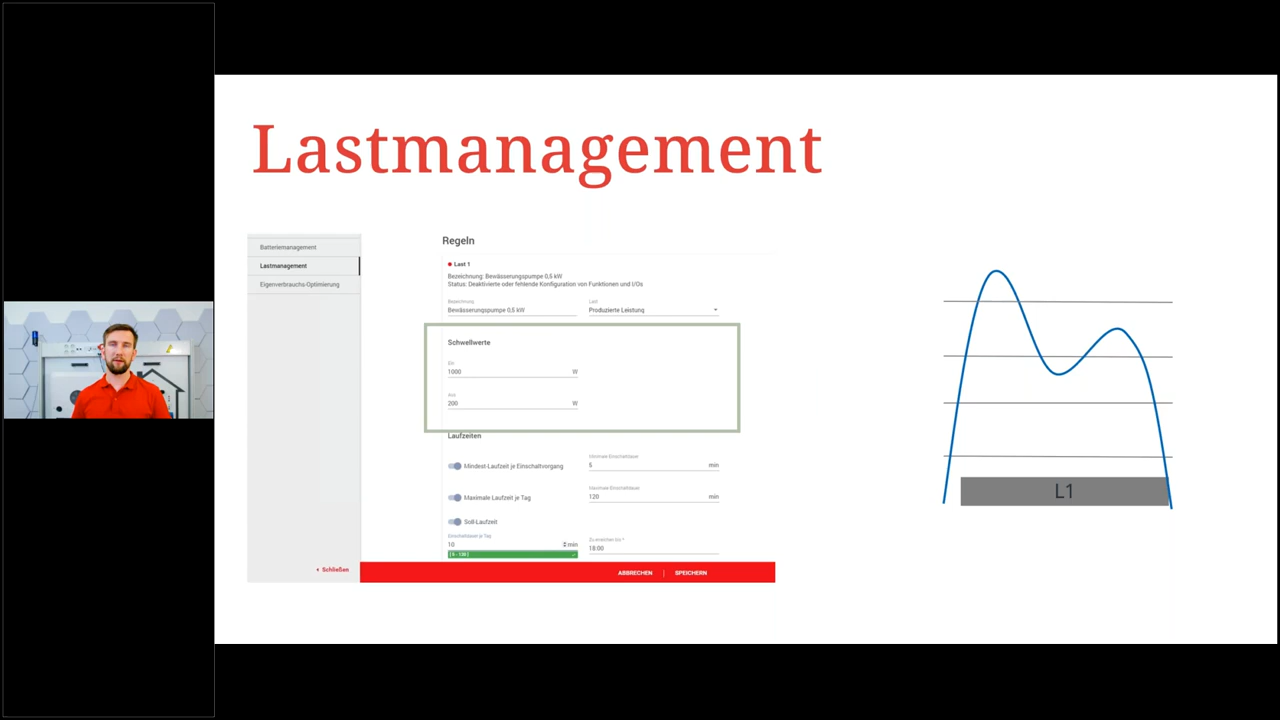 Lastmanagement
Batteriemanagement
Lastmanagement
Eigenverbrauchs-Optimierung
Schließen
Regeln
Last 1
Bezeichnung: Bewässerungspumpe 0,5 kW
Status: Deaktivierte oder fehlende Konfiguration von Funktionen und I/Os
Bezeichnung Last
Bewässerungspumpe 0,5 kW Produzierte Leistung
Schwellwerte
Ein
1000 W
Aus
200 W
Laufzeiten
Minimale Einschaltdauer
Mindest-Laufzeit je Einschaltvorgang 5 min
Maximale Einschaltdauer
Maximale Laufzeit je Tag 120 min
Soll-Laufzeit
Einschaltdauer je Tag Zu erreichen bis *
10 min 18:00
[ 5 - 120 ]
ABBRECHEN | SPEICHERN
L1